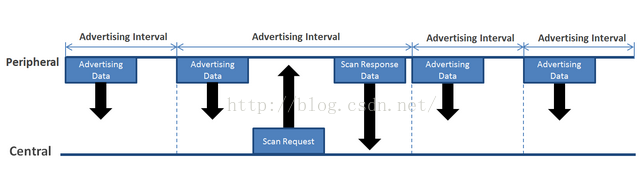 Advertising Interval
Advertising Interval
Advertising Interval
Advertising Interval
Peripheral
Advertising
Data
Advertising
Data
Scan Response
Data
Advertising
Data
Advertising
Data
http://blog.csdn.net/
Scan Request
Central